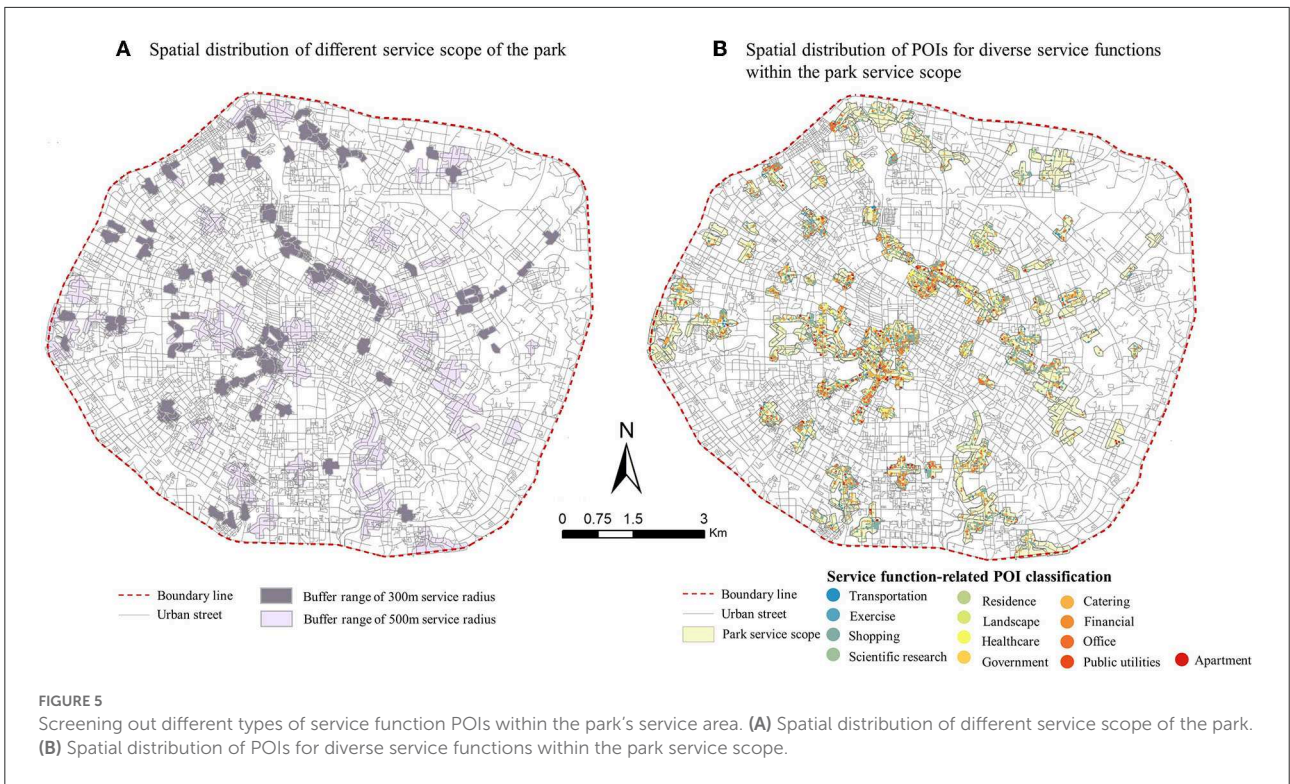 A Spatial distribution of different service scope of the park
B Spatial distribution of POIs for diverse service functions
within the park service scope
N
0 0.75 1.5 3
Km
Boundary line
Urban street
Buffer range of 300m service radius
Buffer range of 500m service radius
Boundary line
Urban street
Park service scope
Service function-related POI classification
Transportation
Exercise
Shopping
Scientific research
Residence
Landscape
Healthcare
Government
Catering
Financial
Office
Public utilities
Apartment
FIGURE 5
Screening out different types of service function POIs within the park's service area. (A) Spatial distribution of different service scope of the park.
(B) Spatial distribution of POIs for diverse service functions within the park service scope.